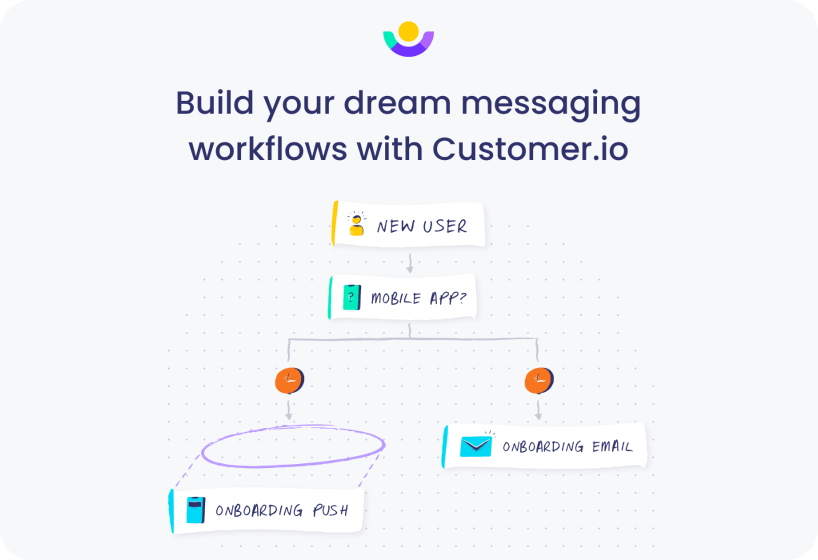 Build your dream messaging
workflows with Customer.io
NEW USER
?
MOBILE APP?
ONBOARDING EMAIL
ONBOARDING PUSH